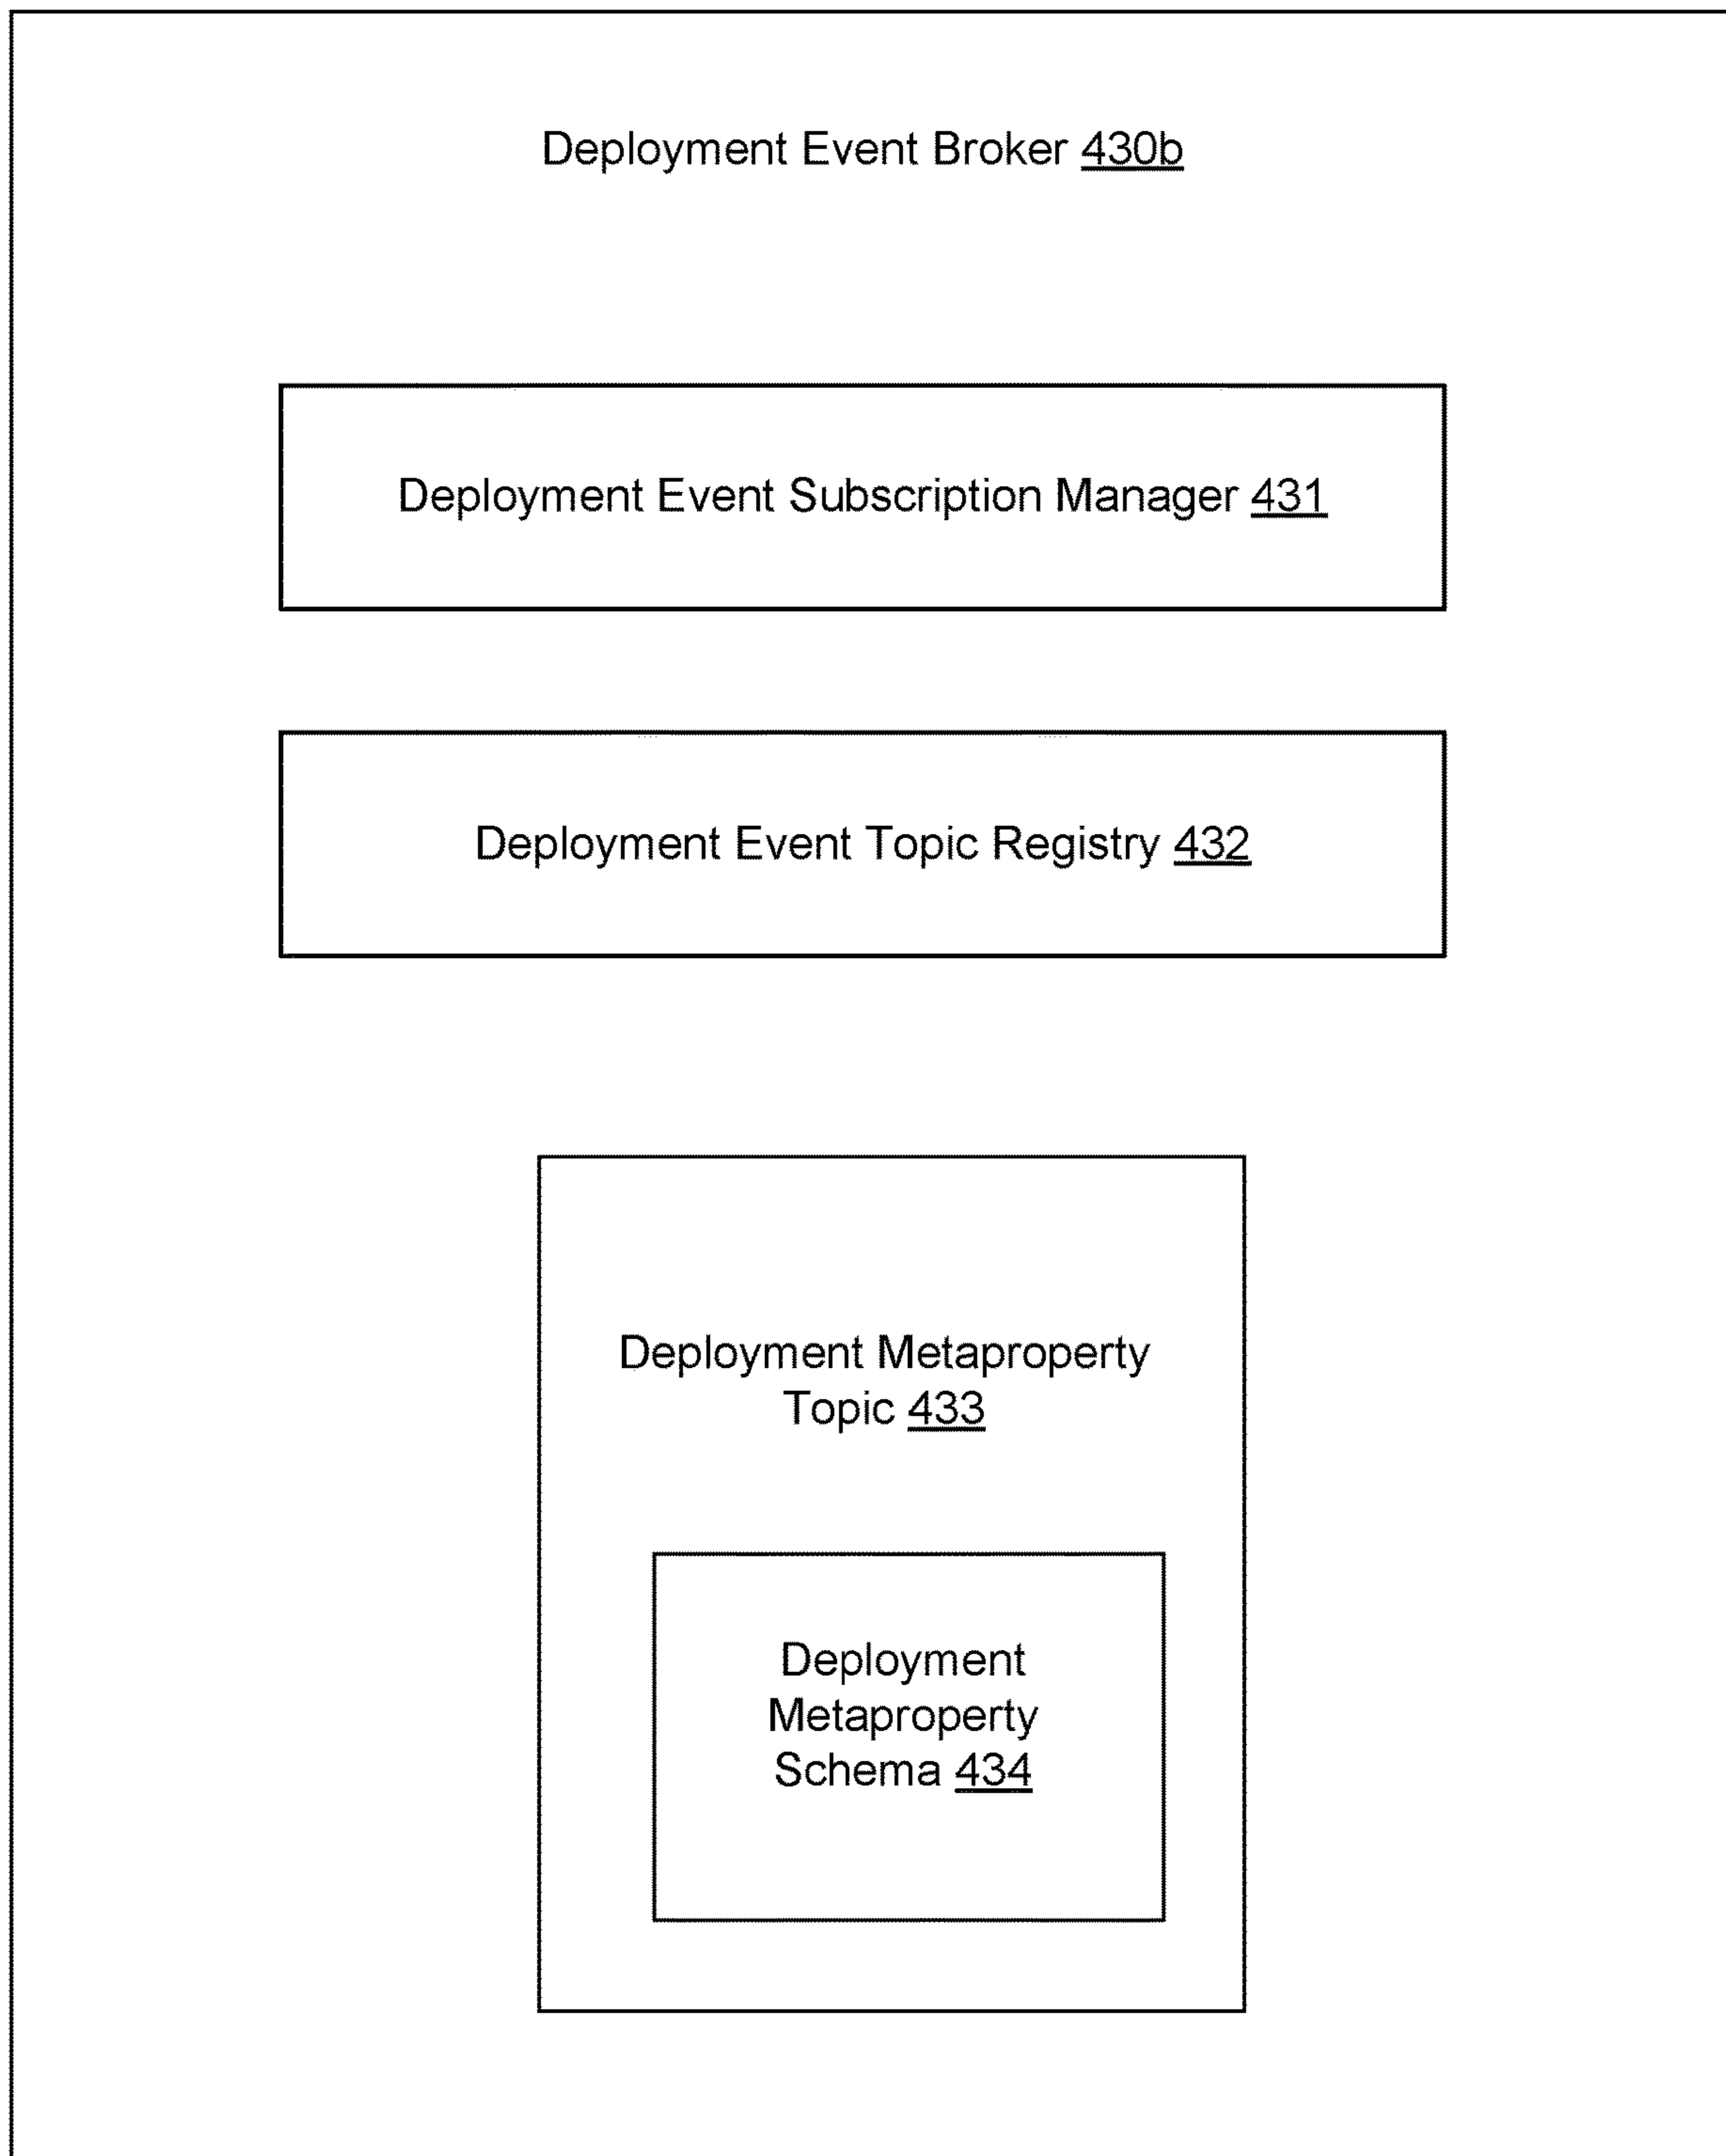 Deployment Event Broker 430b
Deployment Event Subscription Manager 431
Deployment Event Topic Registry 432
Deployment Metaproperty
Topic 433
Deployment
Metaproperty
Schema 434